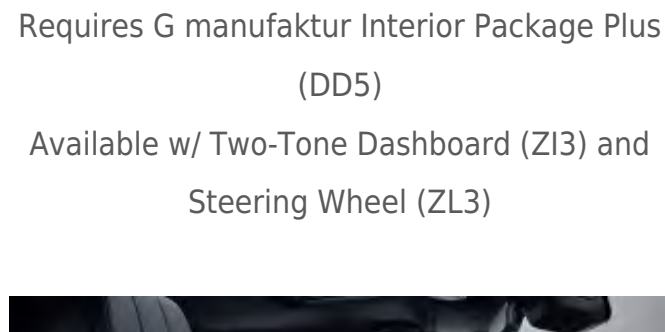 Requires G manufaktur Interior Package Plus
(DD5)
Available w/ Two-Tone Dashboard (ZI3) and
Steering Wheel (ZL3)